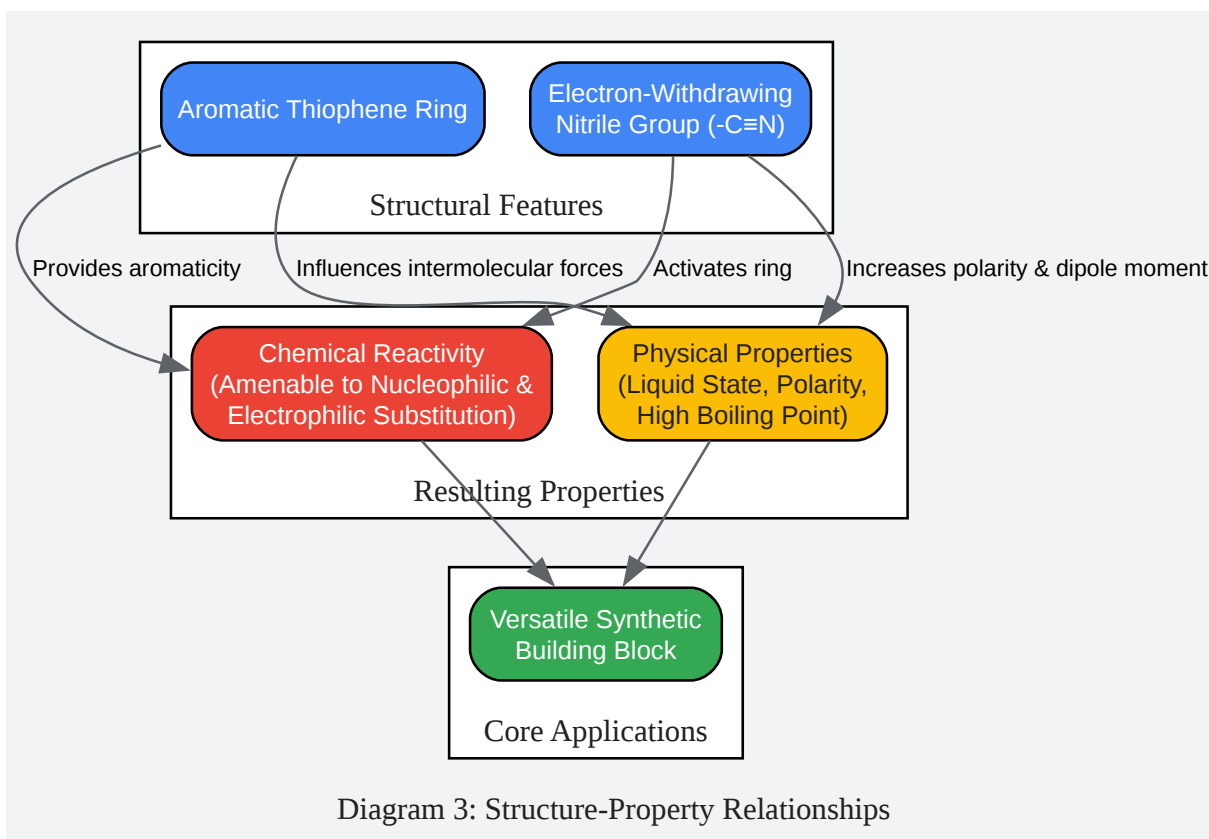 Aromatic Thiophene Ring
Electron-Withdrawing
Nitrile Group (-C≡N)
Structural Features
Provides aromaticity
Influences intermolecular forces
Activates ring
Increases polarity & dipole moment
Chemical Reactivity
(Amenable to Nucleophilic &
Electrophilic Substitution)
Physical Properties
(Liquid State, Polarity,
High Boiling Point)
Resulting Properties
Versatile Synthetic
Building Block
Core Applications
Diagram 3: Structure-Property Relationships